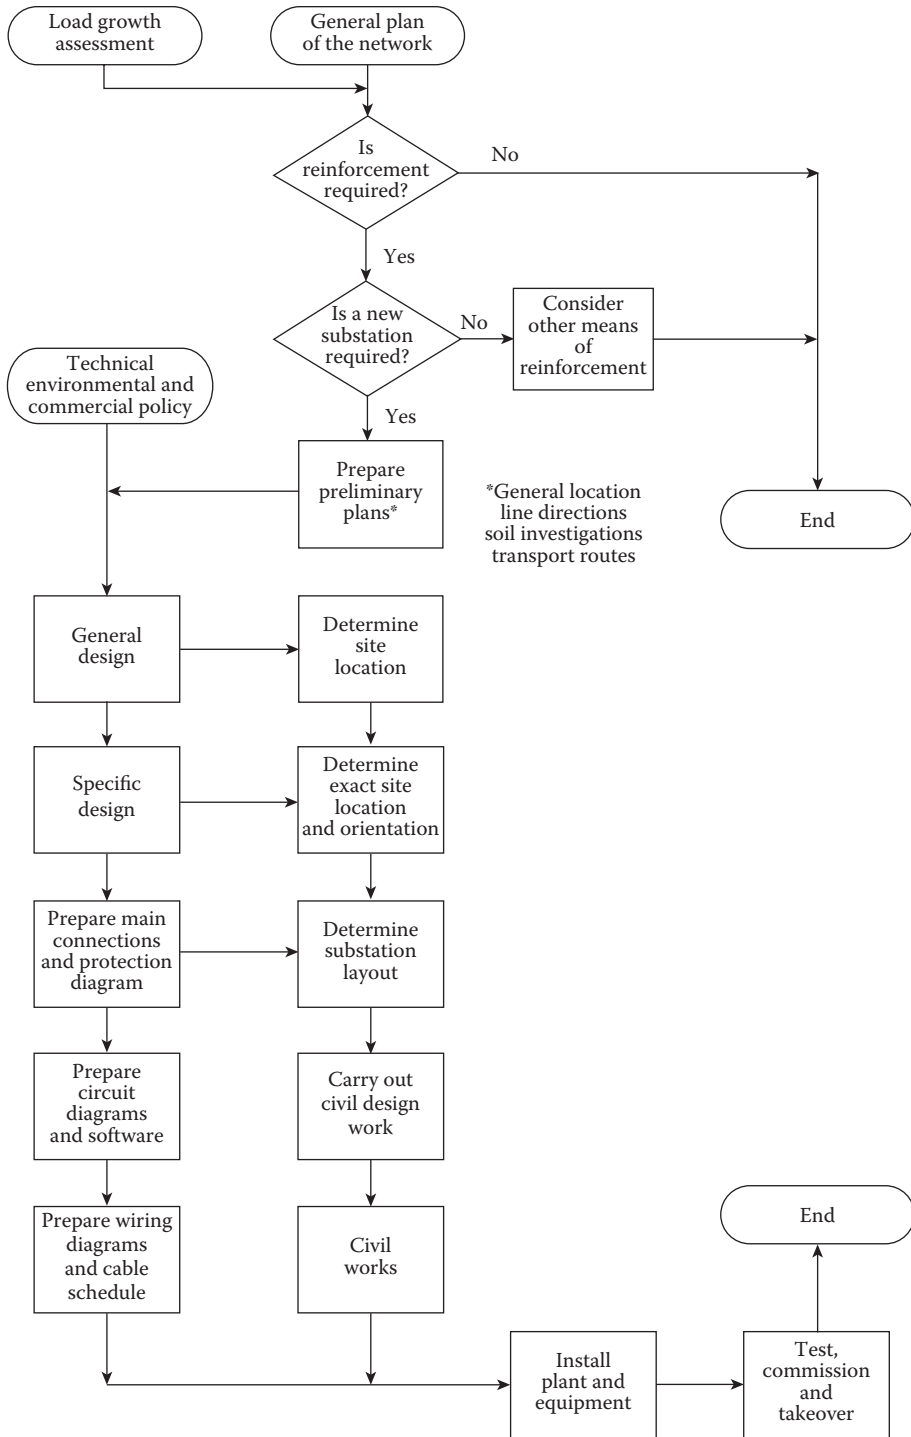 Load growth
assessment
General plan
of the network
Is
reinforcement
required?
No
Yes
Is a new
substation
required?
No
Consider
other means
of
reinforcement
Technical
environmental and
commercial policy
Yes
Prepare
preliminary
plans*
*General location
line directions
soil investigations
transport routes
End
General
design
Determine
site
location
Specific
design
Determine
exact site
location
and orientation
Prepare main
connections
and protection
diagram
Determine
substation
layout
Prepare
circuit
diagrams
and software
Carry out
civil design
work
Prepare wiring
diagrams
and cable
schedule
Civil
works
End
Install
plant and
equipment
Test,
commission
and
takeover